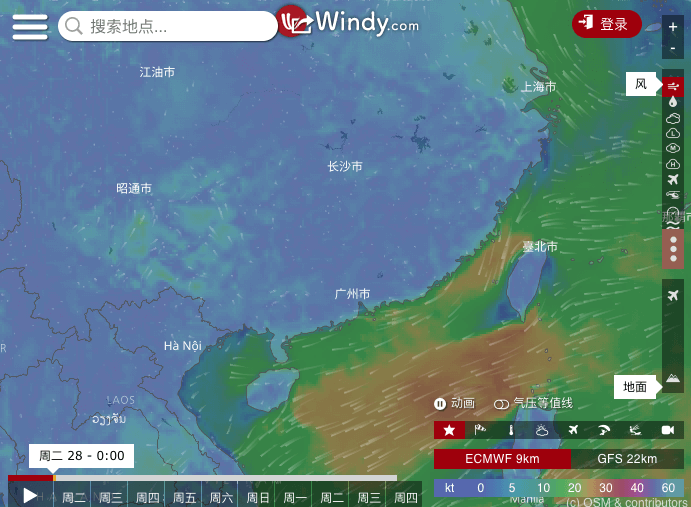 搜索地点...
Windy.com
登录
+
-
江油市
上海市
风
长沙市
昭通市
臺北市
广州市
Hà Nội
R
LAOS
ວຽງຈັນ
地面
动画
气压等值线
周二 28 - 0:00
ECMWF 9km
GFS 22km
kt 0 5 10 20 30 40 60
周二 周三 周四 周五 周六 周日 周一 周二 周三 周四
Manila
(c) OSM & contributors